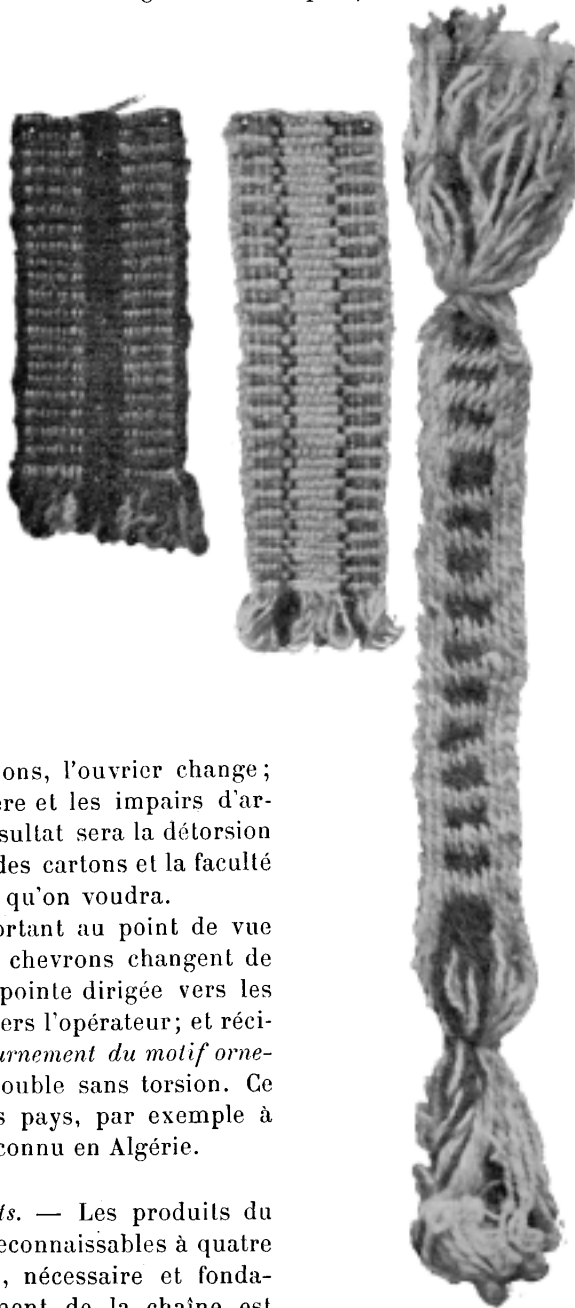 ons, l'ouvrier change;
ère et les impairs d'ar-
sultat sera la détorsion
des cartons et la faculté
qu'on voudra.
ortant au point de vue
chevrons changent de
pointe dirigée vers les
ers l'opérateur; et réci-
urnement du motif orne-
ouble sans torsion. Ce
s pays, par exemple à
connu en Algérie.
ts. — Les produits du
econnaissables à quatre
, nécessaire et fonda-
ment de la chaîne est